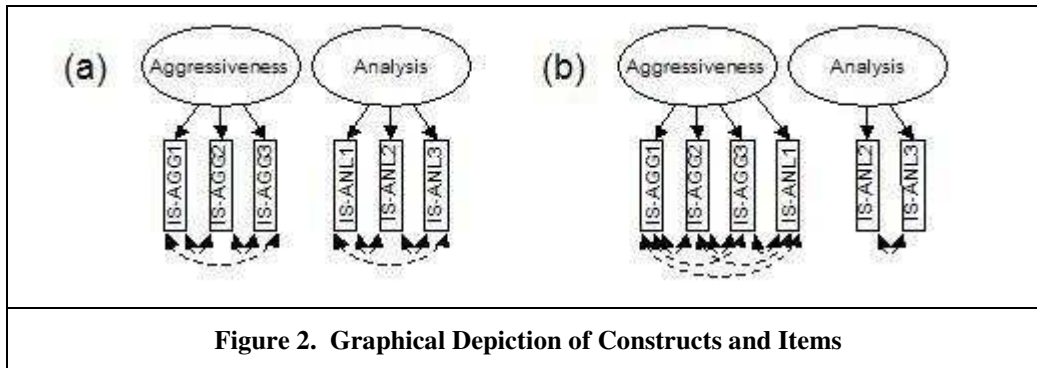 (a) Aggressiveness Analysis (b) Aggressiveness Analysis
IS-AGG1 IS-AGG2 IS-AGG3 IS-ANL1 IS-ANL2 IS-ANL3 IS-AGG1 IS-AGG2 IS-AGG3 IS-ANL1 IS-ANL2 IS-ANL3
Figure 2. Graphical Depiction of Constructs and Items